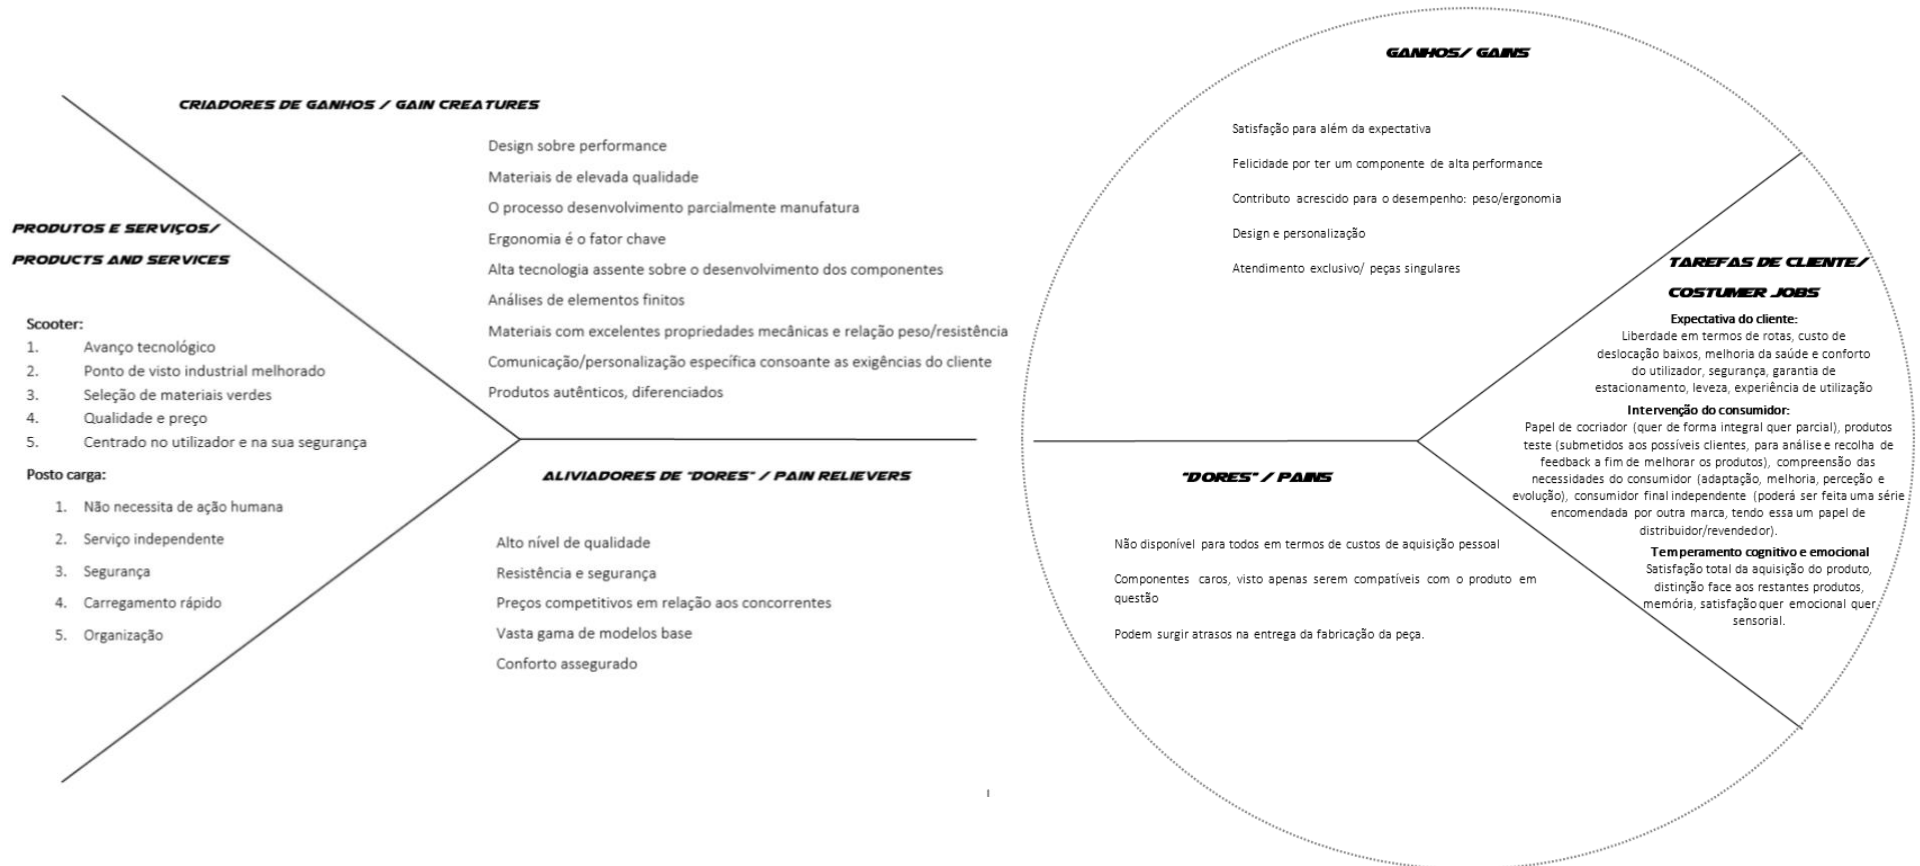 CRIADORES DE GANHOS / GAIN CREATURES
Design sobre performance
Materiais de elevada qualidade
O processo desenvolvimento parcialmente manufatura
Ergonomia é o fator chave
Alta tecnologia assente sobre o desenvolvimento dos componentes
Análises de elementos finitos
Materiais com excelentes propriedades mecânicas e relação peso/resistência
Comunicação/personalização específica consoante as exigências do cliente
Produtos autênticos, diferenciados
PRODUTOS E SERVIÇOS/
PRODUCTS AND SERVICES
Scooter:
1. Avanço tecnológico
2. Ponto de visto industrial melhorado
3. Seleção de materiais verdes
4. Qualidade e preço
5. Centrado no utilizador e na sua segurança
Posto carga:
1. Não necessita de ação humana
2. Serviço independente
3. Segurança
4. Carregamento rápido
5. Organização
ALIVIADORES DE "DORES" / PAIN RELIEVERS
Alto nível de qualidade
Resistência e segurança
Preços competitivos em relação aos concorrentes
Vasta gama de modelos base
Conforto assegurado
GANHOS/ GAINS
Satisfação para além da expectativa
Felicidade por ter um componente de alta performance
Contributo acrescido para o desempenho: peso/ergonomia
Design e personalização
Atendimento exclusivo/ peças singulares
"DORES" / PAINS
Não disponível para todos em termos de custos de aquisição pessoal
Componentes caros, visto apenas serem compatíveis com o produto em
questão
Podem surgir atrasos na entrega da fabricação da peça.
TAREFAS DE CLIENTE/
COSTUMER JOBS
Expectativa do cliente:
Liberdade em termos de rotas, custo de
deslocação baixos, melhoria da saúde e conforto
do utilizador, segurança, garantia de
estacionamento, leveza, experiência de utilização
Intervenção do consumidor:
Papel de cocriador (quer de forma integral quer parcial), produtos
teste (submetidos aos possíveis clientes, para análise e recolha de
feedback a fim de melhorar os produtos), compreensão das
necessidades do consumidor (adaptação, melhoria, perceção e
evolução), consumidor final independente (poderá ser feita uma série
encomendada por outra marca, tendo essa um papel de
distribuidor/revendedor).
Temperamento cognitivo e emocional
Satisfação total da aquisição do produto,
distinção face aos restantes produtos,
memória, satisfação quer emocional quer
sensorial.